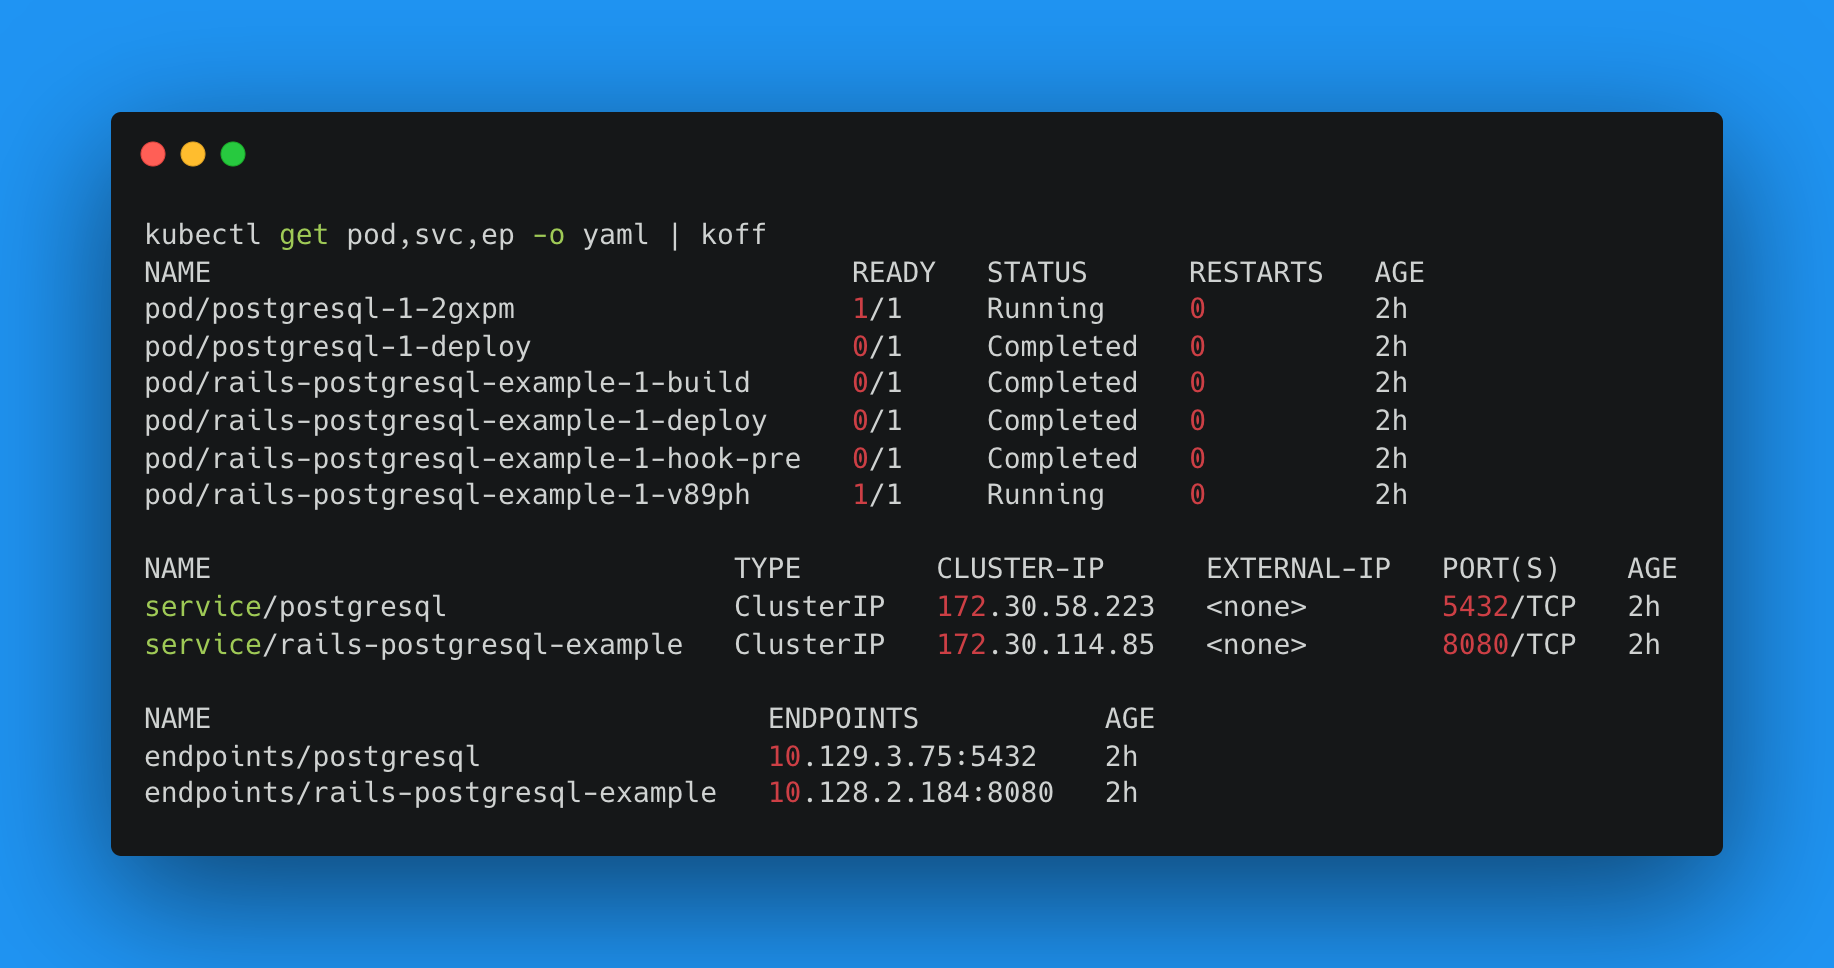 kubectl get pod,svc,ep -o yaml | koff
NAME                                      READY   STATUS      RESTARTS   AGE
pod/postgresql-1-2gxpm                    1/1     Running     0          2h
pod/postgresql-1-deploy                   0/1     Completed   0          2h
pod/rails-postgresql-example-1-build      0/1     Completed   0          2h
pod/rails-postgresql-example-1-deploy     0/1     Completed   0          2h
pod/rails-postgresql-example-1-hook-pre   0/1     Completed   0          2h
pod/rails-postgresql-example-1-v89ph      1/1     Running     0          2h

NAME                               TYPE        CLUSTER-IP      EXTERNAL-IP   PORT(S)    AGE
service/postgresql                 ClusterIP   172.30.58.223   <none>        5432/TCP   2h
service/rails-postgresql-example   ClusterIP   172.30.114.85   <none>        8080/TCP   2h

NAME                                 ENDPOINTS           AGE
endpoints/postgresql                 10.129.3.75:5432    2h
endpoints/rails-postgresql-example   10.128.2.184:8080   2h